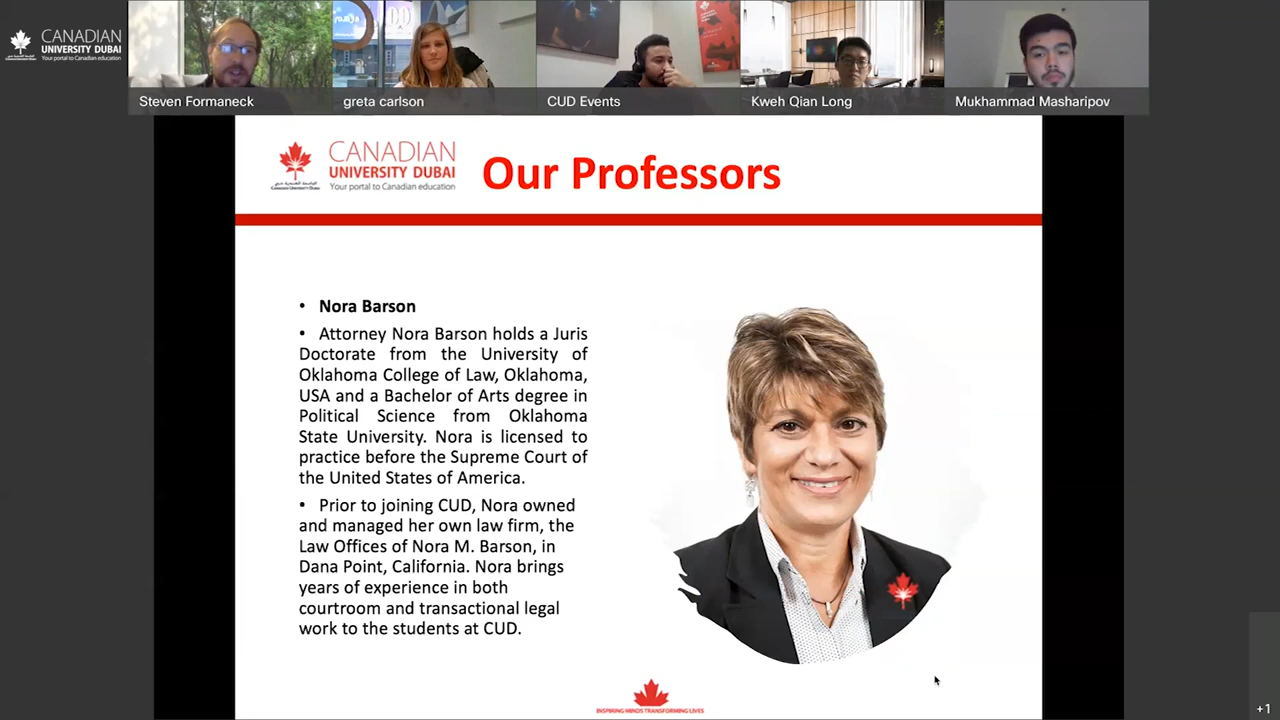 CANADIAN
UNIVERSITY DUBAI
Your portal to Canadian education
Steven Formaneck
greta carlson
CUD Events
Kweh Qian Long
Mukhammad Masharipov
CANADIAN
UNIVERSITY DUBAI
Your portal to Canadian education
Our Professors
• Nora Barson
• Attorney Nora Barson holds a Juris
Doctorate from the University of
Oklahoma College of Law, Oklahoma,
USA and a Bachelor of Arts degree in
Political Science from Oklahoma
State University. Nora is licensed to
practice before the Supreme Court of
the United States of America.
• Prior to joining CUD, Nora owned
and managed her own law firm, the
Law Offices of Nora M. Barson, in
Dana Point, California. Nora brings
years of experience in both
courtroom and transactional legal
work to the students at CUD.
INSPIRING MINDS TRANSFORMING LIVES
+1